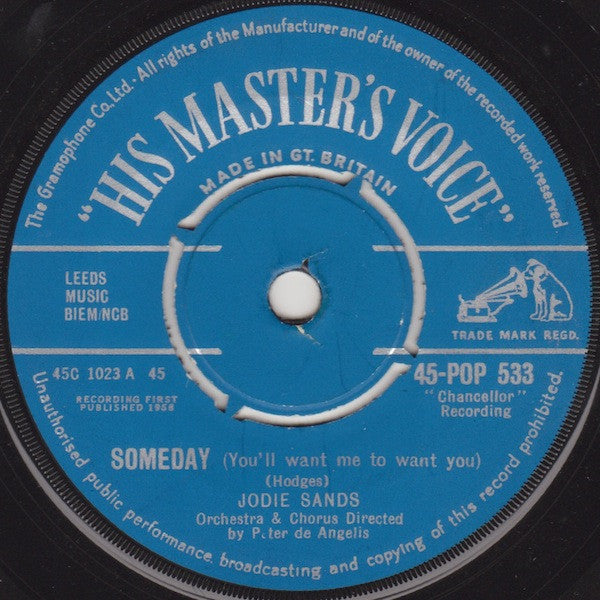 The Gramophone Co. Ltd. - All rights of the Manufacturer and of the owner of the recorded work reserved
"HIS MASTER'S VOICE"
MADE IN GT. BRITAIN
LEEDS
MUSIC
BIEM/NCB
TRADE MARK REGD.
45C 1023 A 45
RECORDING FIRST
PUBLISHED 1958
45-POP 533
"Chancellor"
Recording
SOMEDAY (You'll want me to want you)
(Hodges)
JODIE SANDS
Orchestra & Chorus Directed
by P.ter de Angelis
Unauthorised public performance, broadcasting and copying of this record prohibited.